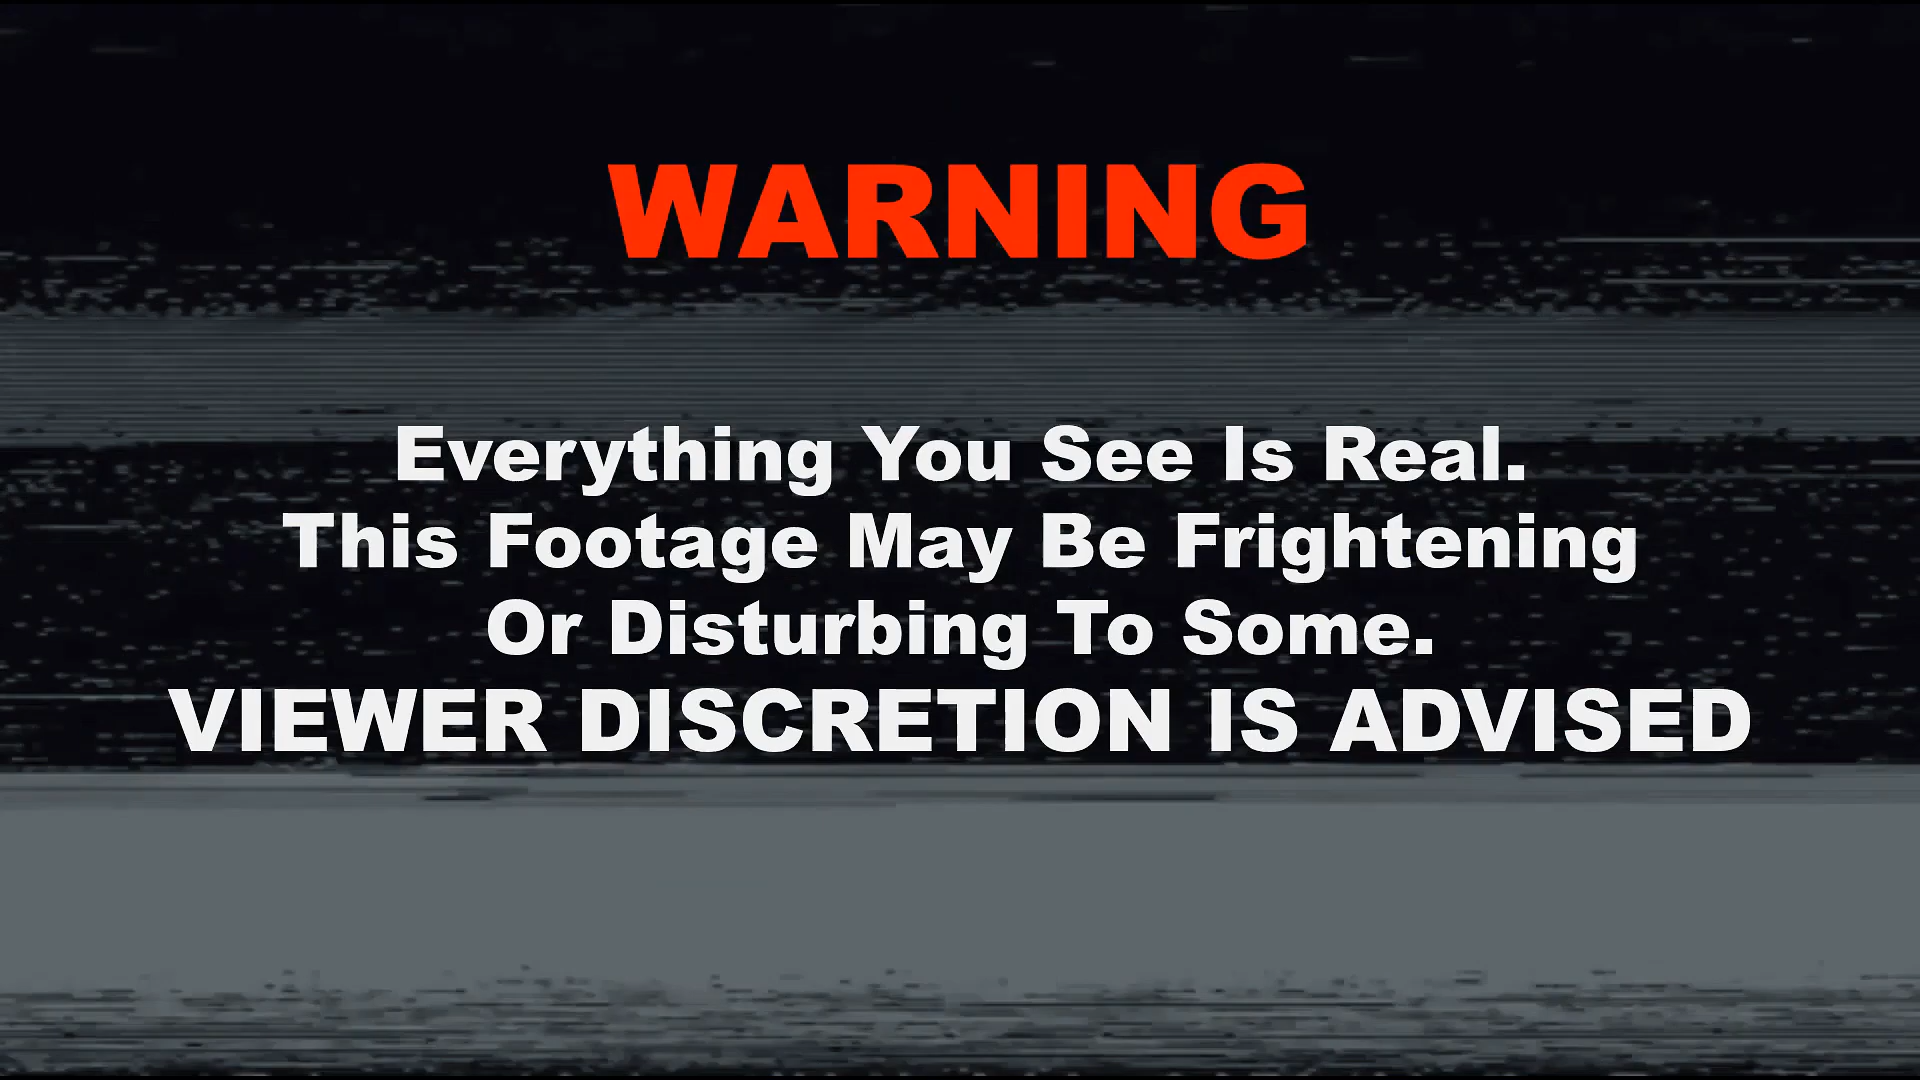 WARNING
Everything You See Is Real.
This Footage May Be Frightening
Or Disturbing To Some.
VIEWER DISCRETION IS ADVISED